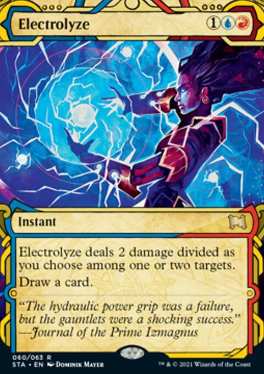 Electrolyze 1
Instant
Electrolyze deals 2 damage divided as
you choose among one or two targets.
Draw a card.
“The hydraulic power grip was a failure,
but the gauntlets were a shocking success.”
—Journal of the Prime Izmagnus
060/063 R
STA • EN DOMINIK MAYER ™ & © 2021 Wizards of the Coast